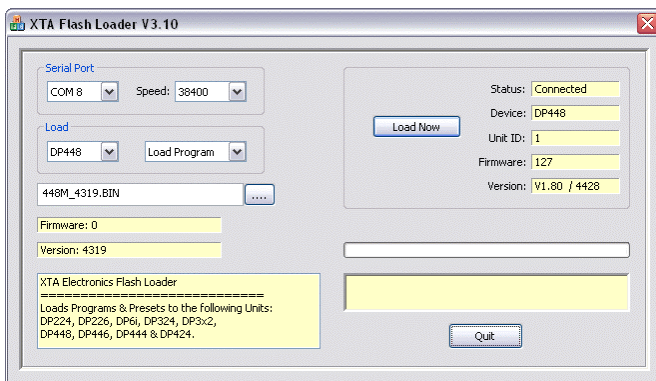 XTA Flash Loader V3.10
Serial Port
COM 8 Speed: 38400
Load
DP448 Load Program
448M_4319.BIN ....
Firmware: 0
Version: 4319
XTA Electronics Flash Loader
============================
Loads Programs & Presets to the following Units:
DP224, DP226, DP6i, DP324, DP3x2,
DP448, DP446, DP444 & DP424.
Load Now
Status: Connected
Device: DP448
Unit ID: 1
Firmware: 127
Version: V1.80 / 4428
Quit